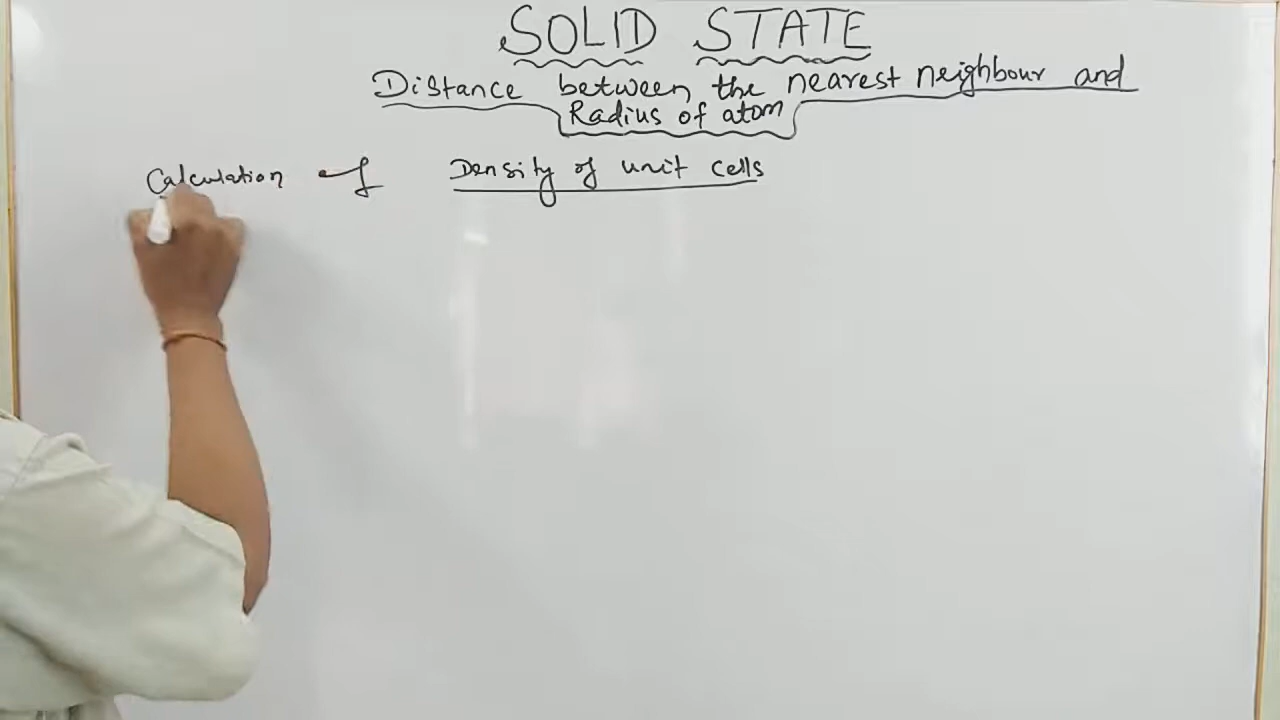 SOLID STATE
Distance between the nearest neighbour and
Radius of atom
Calculation of Density of unit cells